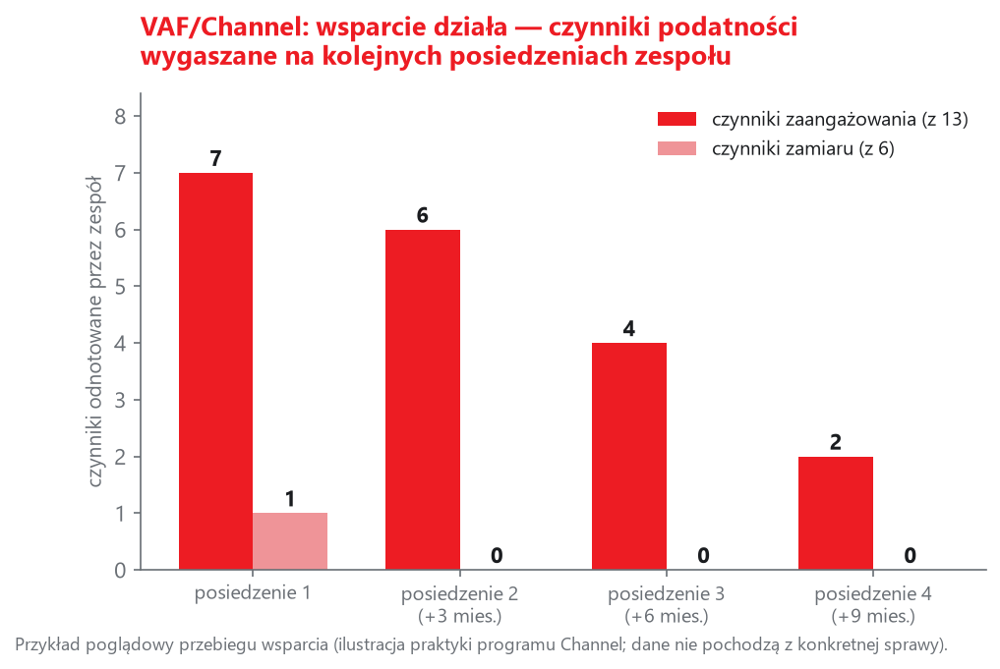 VAF/Channel: wsparcie działa — czynniki podatności
wygaszane na kolejnych posiedzeniach zespołu
czynniki odnotowane przez zespół
8
7
6
5
4
3
2
1
0
czynniki zaangażowania (z 13)
czynniki zamiaru (z 6)
7
1
6
0
4
0
2
0
posiedzenie 1
posiedzenie 2
(+3 mies.)
posiedzenie 3
(+6 mies.)
posiedzenie 4
(+9 mies.)
Przykład poglądowy przebiegu wsparcia (ilustracja praktyki programu Channel; dane nie pochodzą z konkretnej sprawy).